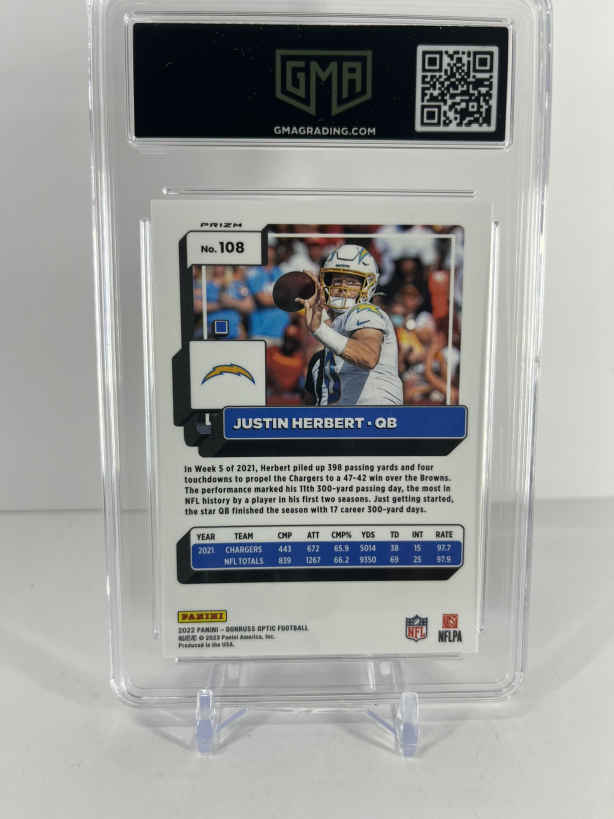 GMA
GMAGRADING.COM
PRIZM
No. 108
JUSTIN HERBERT • QB
In Week 5 of 2021, Herbert piled up 398 passing yards and four
touchdowns to propel the Chargers to a 47-42 win over the Browns.
The performance marked his 11th 300-yard passing day, the most in
NFL history by a player in his first two seasons. Just getting started,
the star QB finished the season with 17 career 300-yard days.
YEAR TEAM CMP ATT CMP% YDS TD INT RATE
2021 CHARGERS 443 672 65.9 5014 38 15 97.7
NFL TOTALS 839 1267 66.2 9350 69 25 97.9
PANINI
2022 PANINI – DONRUSS OPTIC FOOTBALL
© 2023 Panini America, Inc.
Produced in the USA.
NFL
NFLPA